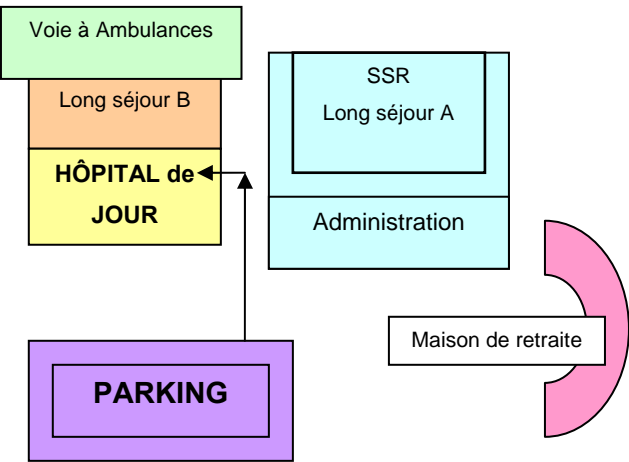 Voie à Ambulances
Long séjour B
HÔPITAL de
JOUR
SSR
Long séjour A
Administration
Maison de retraite
PARKING